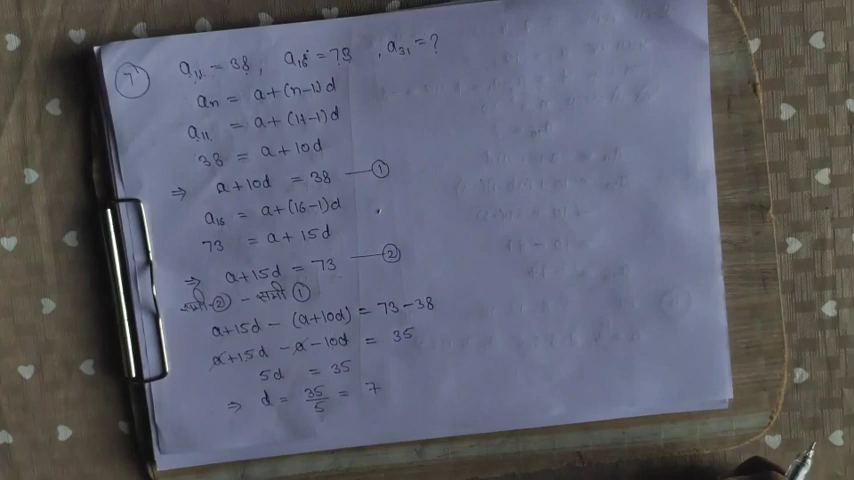 7) a₁₁ = 38, a₁₆ = 73, a₃₁ = ?
aₙ = a+(n-1)d
a₁₁ = a+(11-1)d
38 = a+10d
⇒ a+10d = 38 —①
a₁₆ = a+(16-1)d
73 = a+15d
⇒ a+15d = 73 —②
समी② - समी①
a+15d - (a+10d) = 73-38
a+15d - a - 10d = 35
5d = 35
⇒ d = 35/5 = 7